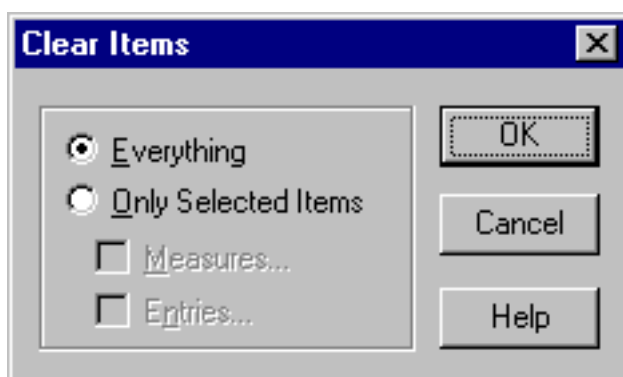 Clear Items
Everything
OK
Only Selected Items
Cancel
Measures...
Entries...
Help